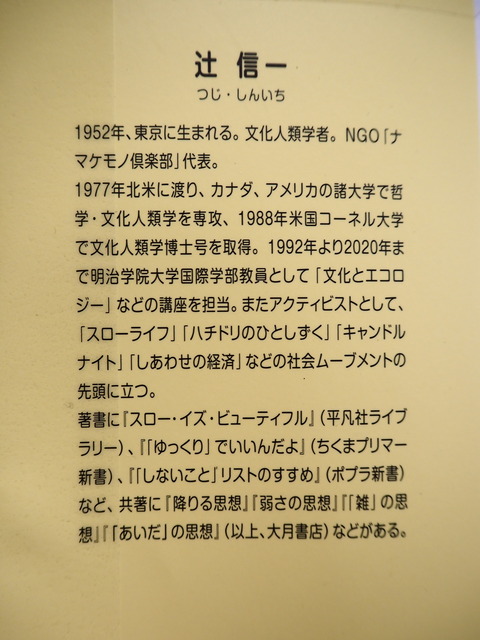 辻 信一
つじ・しんいち
1952年、東京に生まれる。文化人類学者。NGO「ナ
マケモノ倶楽部」代表。
1977年北米に渡り、カナダ、アメリカの諸大学で哲
学・文化人類学を専攻、1988年米国コーネル大学
で文化人類学博士号を取得。1992年より2020年ま
で明治学院大学国際学部教員として「文化とエコロ
ジー」などの講座を担当。またアクティビストとして、
「スローライフ」「ハチドリのひとしずく」「キャンドル
ナイト」「しあわせの経済」などの社会ムーブメントの
先頭に立つ。
著書に『スロー・イズ・ビューティフル』（平凡社ライブ
ラリー）、『「ゆっくり」でいいんだよ』（ちくまプリマー
新書）、『「しないこと」リストのすすめ』（ポプラ新書）
など、共著に『降りる思想』『弱さの思想』『「雑」の思
想』『「あいだ」の思想』（以上、大月書店）などがある。